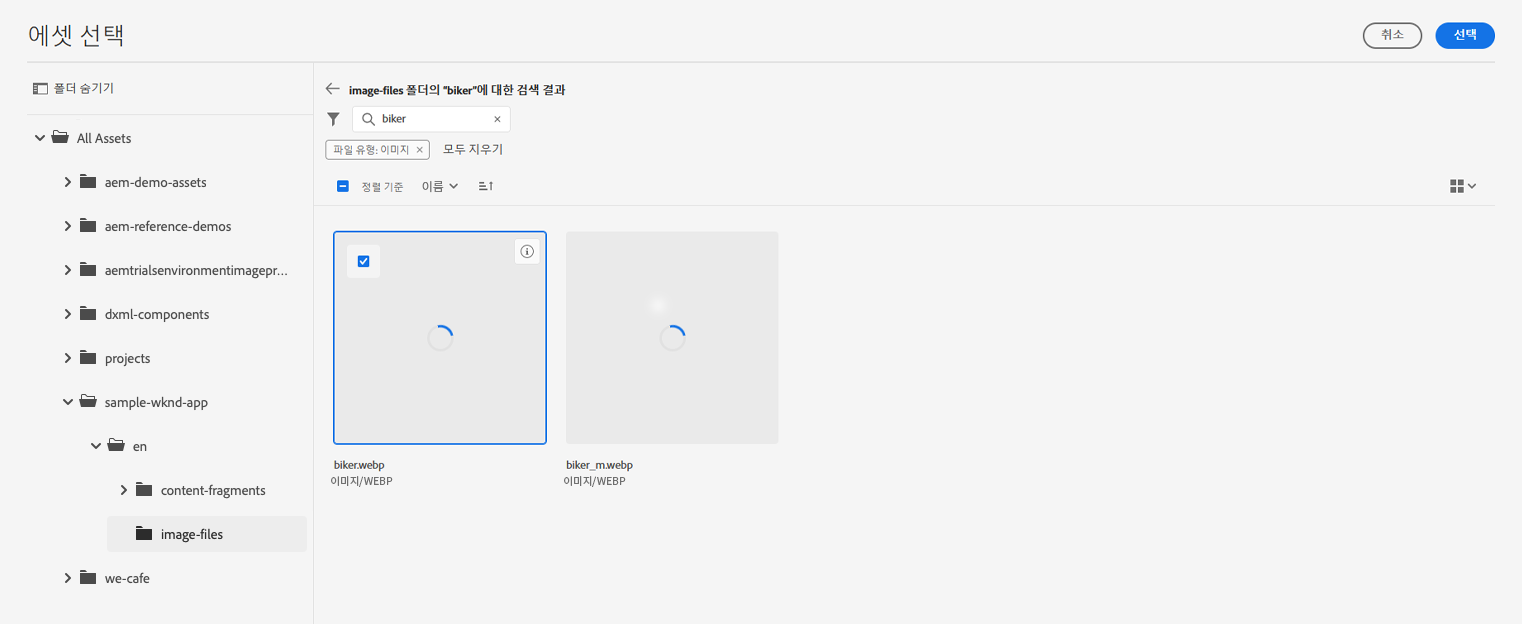 에셋 선택
취소
선택
폴더 숨기기
All Assets
aem-demo-assets
aem-reference-demos
aemtrialsenvironmentimagepr...
dxml-components
projects
sample-wknd-app
en
content-fragments
image-files
we-cafe
image-files 폴더의 "biker"에 대한 검색 결과
biker
파일 유형: 이미지
모두 지우기
정렬 기준 이름
biker.webp
이미지/WEBP
biker_m.webp
이미지/WEBP